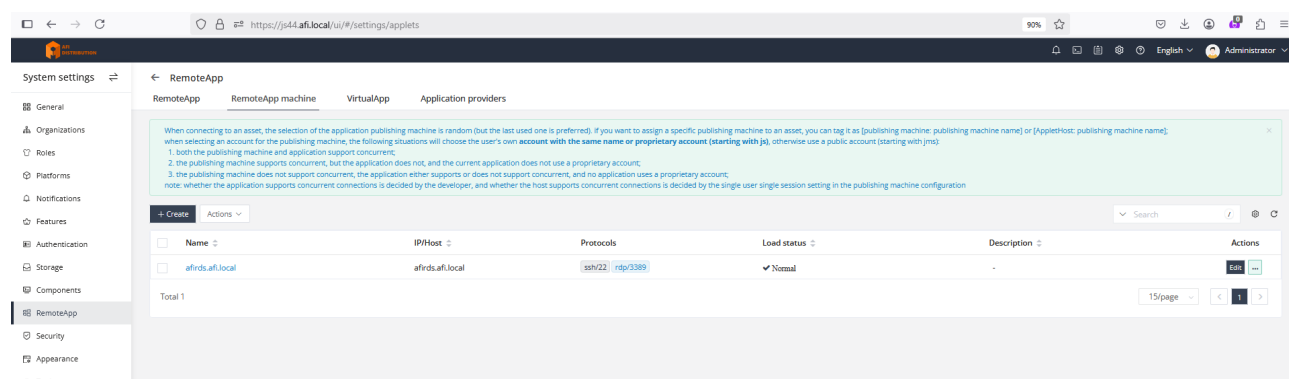 https://js44.afi.local/ui/#/settings/applets
90%
AFI
DISTRIBUTION
English
Administrator
System settings
RemoteApp
General
Organizations
Roles
Platforms
Notifications
Features
Authentication
Storage
Components
RemoteApp
Security
Appearance
RemoteApp RemoteApp machine VirtualApp Application providers
When connecting to an asset, the selection of the application publishing machine is random (but the last used one is preferred). If you want to assign a specific publishing machine to an asset, you can tag it as [publishing machine: publishing machine name] or [AppletHost: publishing machine name];
when selecting an account for the publishing machine, the following situations will choose the user's own account with the same name or proprietary account (starting with js), otherwise use a public account (starting with jms):
1. both the publishing machine and application support concurrent;
2. the publishing machine supports concurrent, but the application does not, and the current application does not use a proprietary account;
3. the publishing machine does not support concurrent, the application either supports or does not support concurrent, and no application uses a proprietary account;
note: whether the application supports concurrent connections is decided by the developer, and whether the host supports concurrent connections is decided by the single user single session setting in the publishing machine configuration
+ Create Actions Search /
Name IP/Host Protocols Load status Description Actions
afirds.afi.local afirds.afi.local ssh/22 rdp/3389 Normal - Edit ...
Total 1 15/page < 1 >